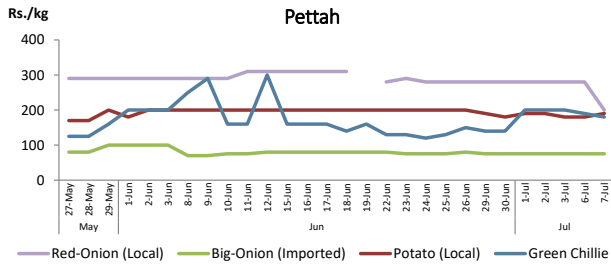 Rs./kg
Pettah
400
300
200
100
0
27-May
28-May
29-May
1-Jun
2-Jun
3-Jun
8-Jun
9-Jun
10-Jun
11-Jun
12-Jun
15-Jun
16-Jun
17-Jun
18-Jun
19-Jun
22-Jun
23-Jun
24-Jun
25-Jun
26-Jun
29-Jun
30-Jun
1-Jul
2-Jul
3-Jul
6-Jul
7-Jul
May Jun Jul
Red-Onion (Local) Big-Onion (Imported) Potato (Local) Green Chillie